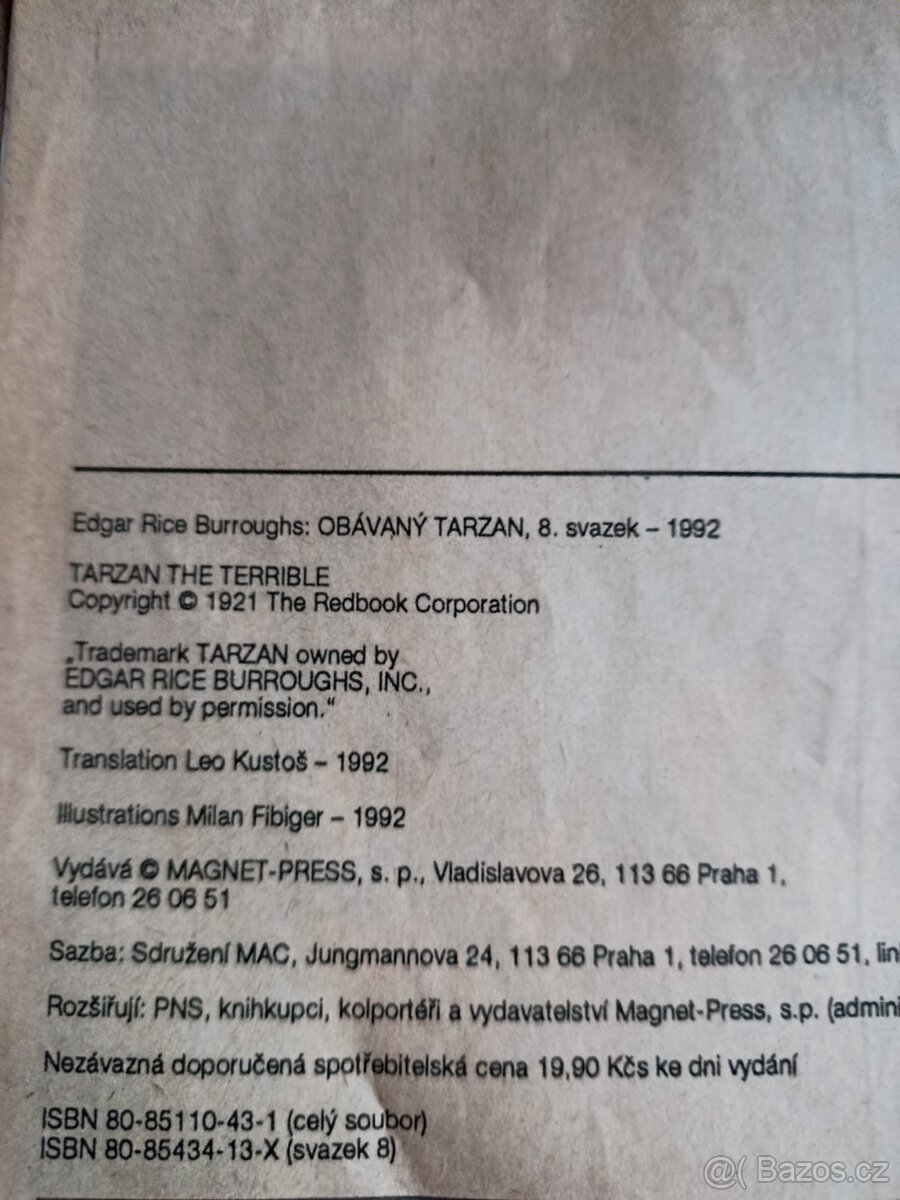 Edgar Rice Burroughs: OBÁVANÝ TARZAN, 8. svazek – 1992
TARZAN THE TERRIBLE
Copyright © 1921 The Redbook Corporation
„Trademark TARZAN owned by
EDGAR RICE BURROUGHS, INC.,
and used by permission.“
Translation Leo Kustoš – 1992
Illustrations Milan Fibiger – 1992
Vydává © MAGNET-PRESS, s. p., Vladislavova 26, 113 66 Praha 1,
telefon 26 06 51
Sazba: Sdružení MAC, Jungmannova 24, 113 66 Praha 1, telefon 26 06 51, lin
Rozšiřují: PNS, knihkupci, kolportéři a vydavatelství Magnet-Press, s.p. (admini
Nezávazná doporučená spotřebitelská cena 19,90 Kčs ke dni vydání
ISBN 80-85110-43-1 (celý soubor)
ISBN 80-85434-13-X (svazek 8)
@( Bazos.cz